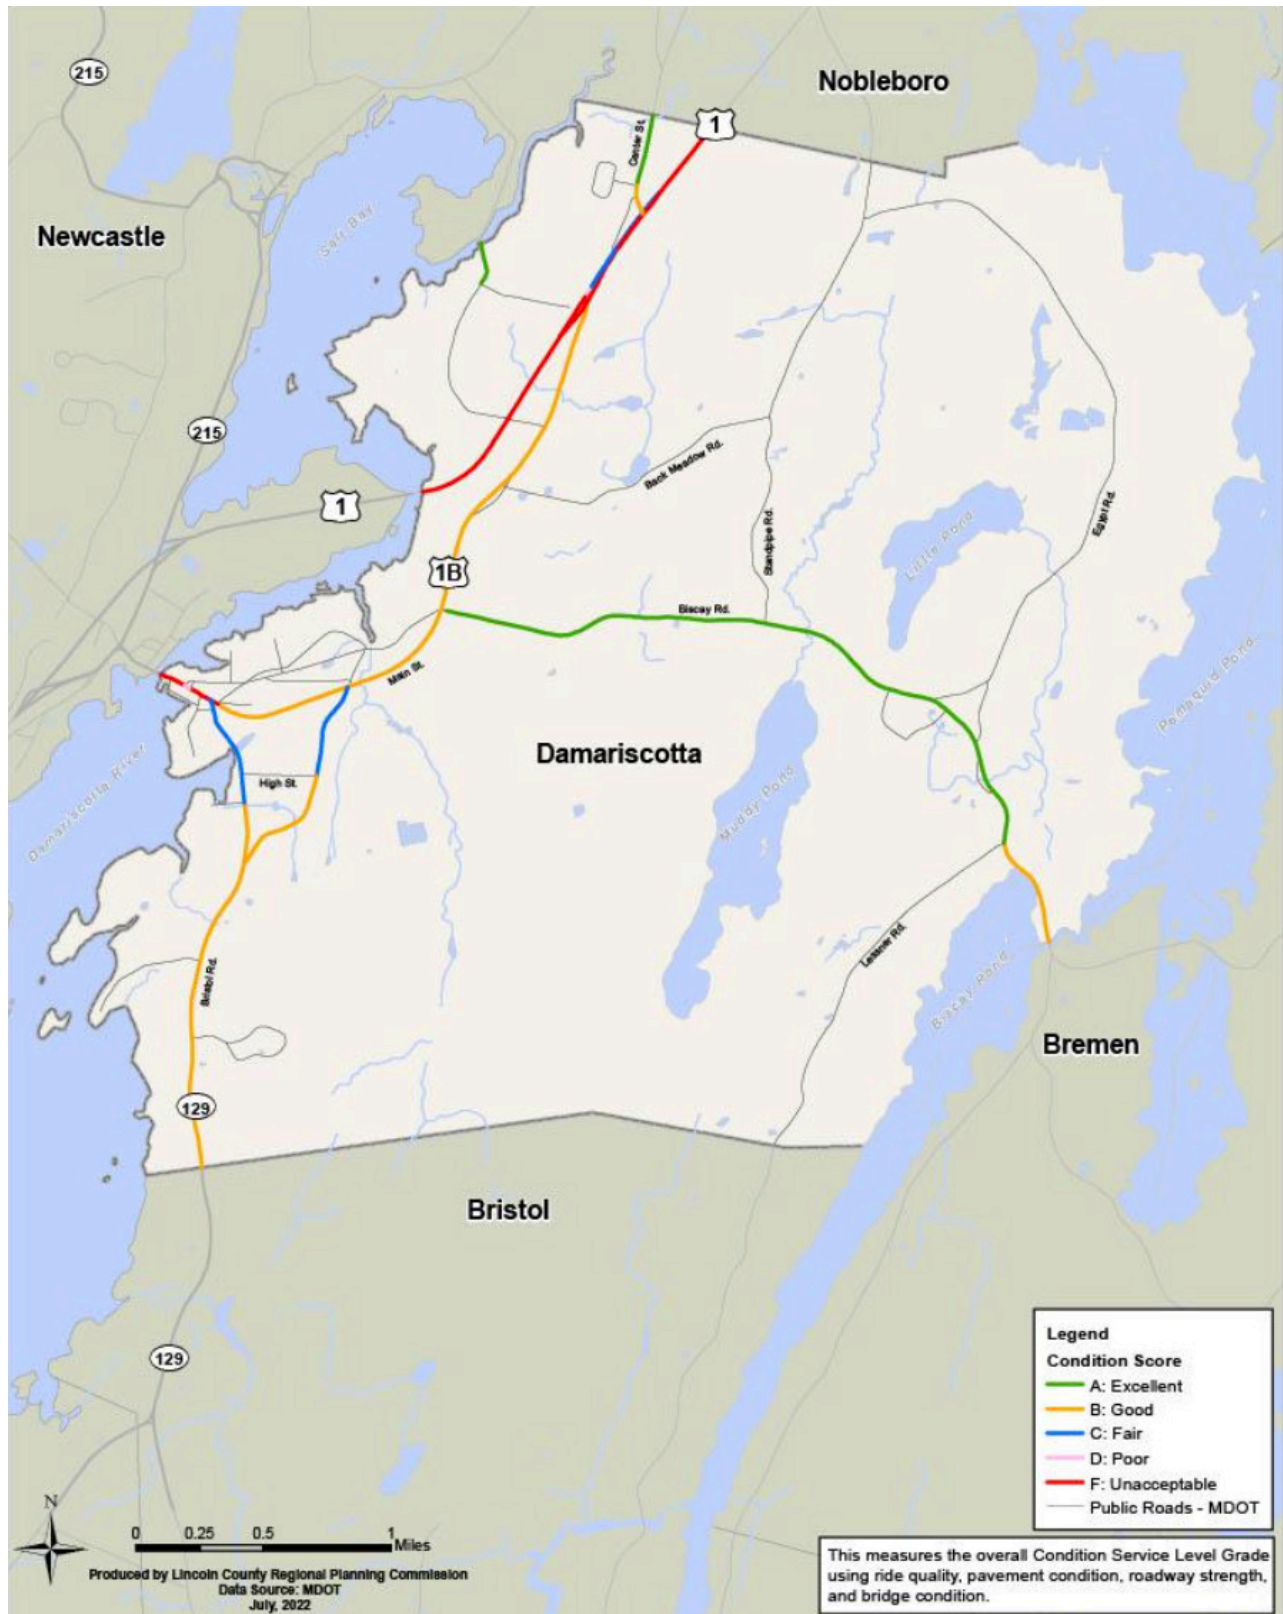 Nobleboro
215
1
Center St.
Salt Bay
Newcastle
215
Back Meadow Rd.
1
Egypt Rd.
Standpipe Rd.
Little Pond
1B
Biscay Rd.
Pemaquid Pond
Main St.
Damariscotta
High St.
Muddy Pond
Damariscotta River
Lessner Rd.
Bristol Rd.
Biscay Pond
Bremen
129
Bristol
129
Legend
Condition Score
A: Excellent
B: Good
C: Fair
D: Poor
F: Unacceptable
Public Roads - MDOT
N
0 0.25 0.5 1
Miles
Produced by Lincoln County Regional Planning Commission
Data Source: MDOT
July, 2022
This measures the overall Condition Service Level Grade
using ride quality, pavement condition, roadway strength,
and bridge condition.